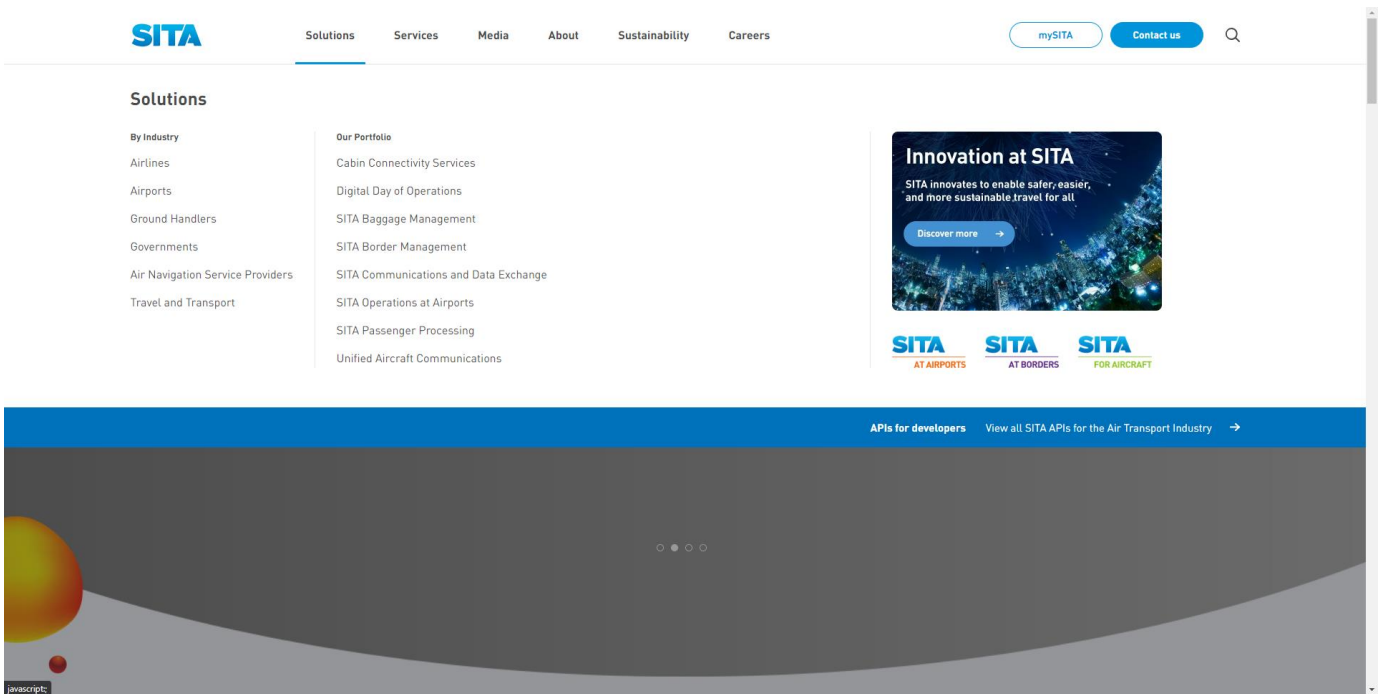 SITA
Solutions
Services
Media
About
Sustainability
Careers
mySITA
Contact us
Solutions
By Industry
Airlines
Airports
Ground Handlers
Governments
Air Navigation Service Providers
Travel and Transport
Our Portfolio
Cabin Connectivity Services
Digital Day of Operations
SITA Baggage Management
SITA Border Management
SITA Communications and Data Exchange
SITA Operations at Airports
SITA Passenger Processing
Unified Aircraft Communications
Innovation at SITA
SITA innovates to enable safer, easier,
and more sustainable travel for all
Discover more →
SITA
AT AIRPORTS
SITA
AT BORDERS
SITA
FOR AIRCRAFT
APIs for developers View all SITA APIs for the Air Transport Industry →
javascript:;